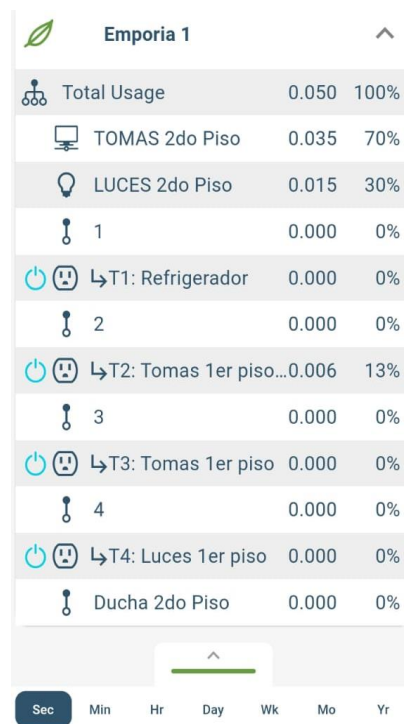 Emporia 1
Total Usage 0.050 100%
TOMAS 2do Piso 0.035 70%
LUCES 2do Piso 0.015 30%
1 0.000 0%
↳T1: Refrigerador 0.000 0%
2 0.000 0%
↳T2: Tomas 1er piso... 0.006 13%
3 0.000 0%
↳T3: Tomas 1er piso 0.000 0%
4 0.000 0%
↳T4: Luces 1er piso 0.000 0%
Ducha 2do Piso 0.000 0%
Sec Min Hr Day Wk Mo Yr